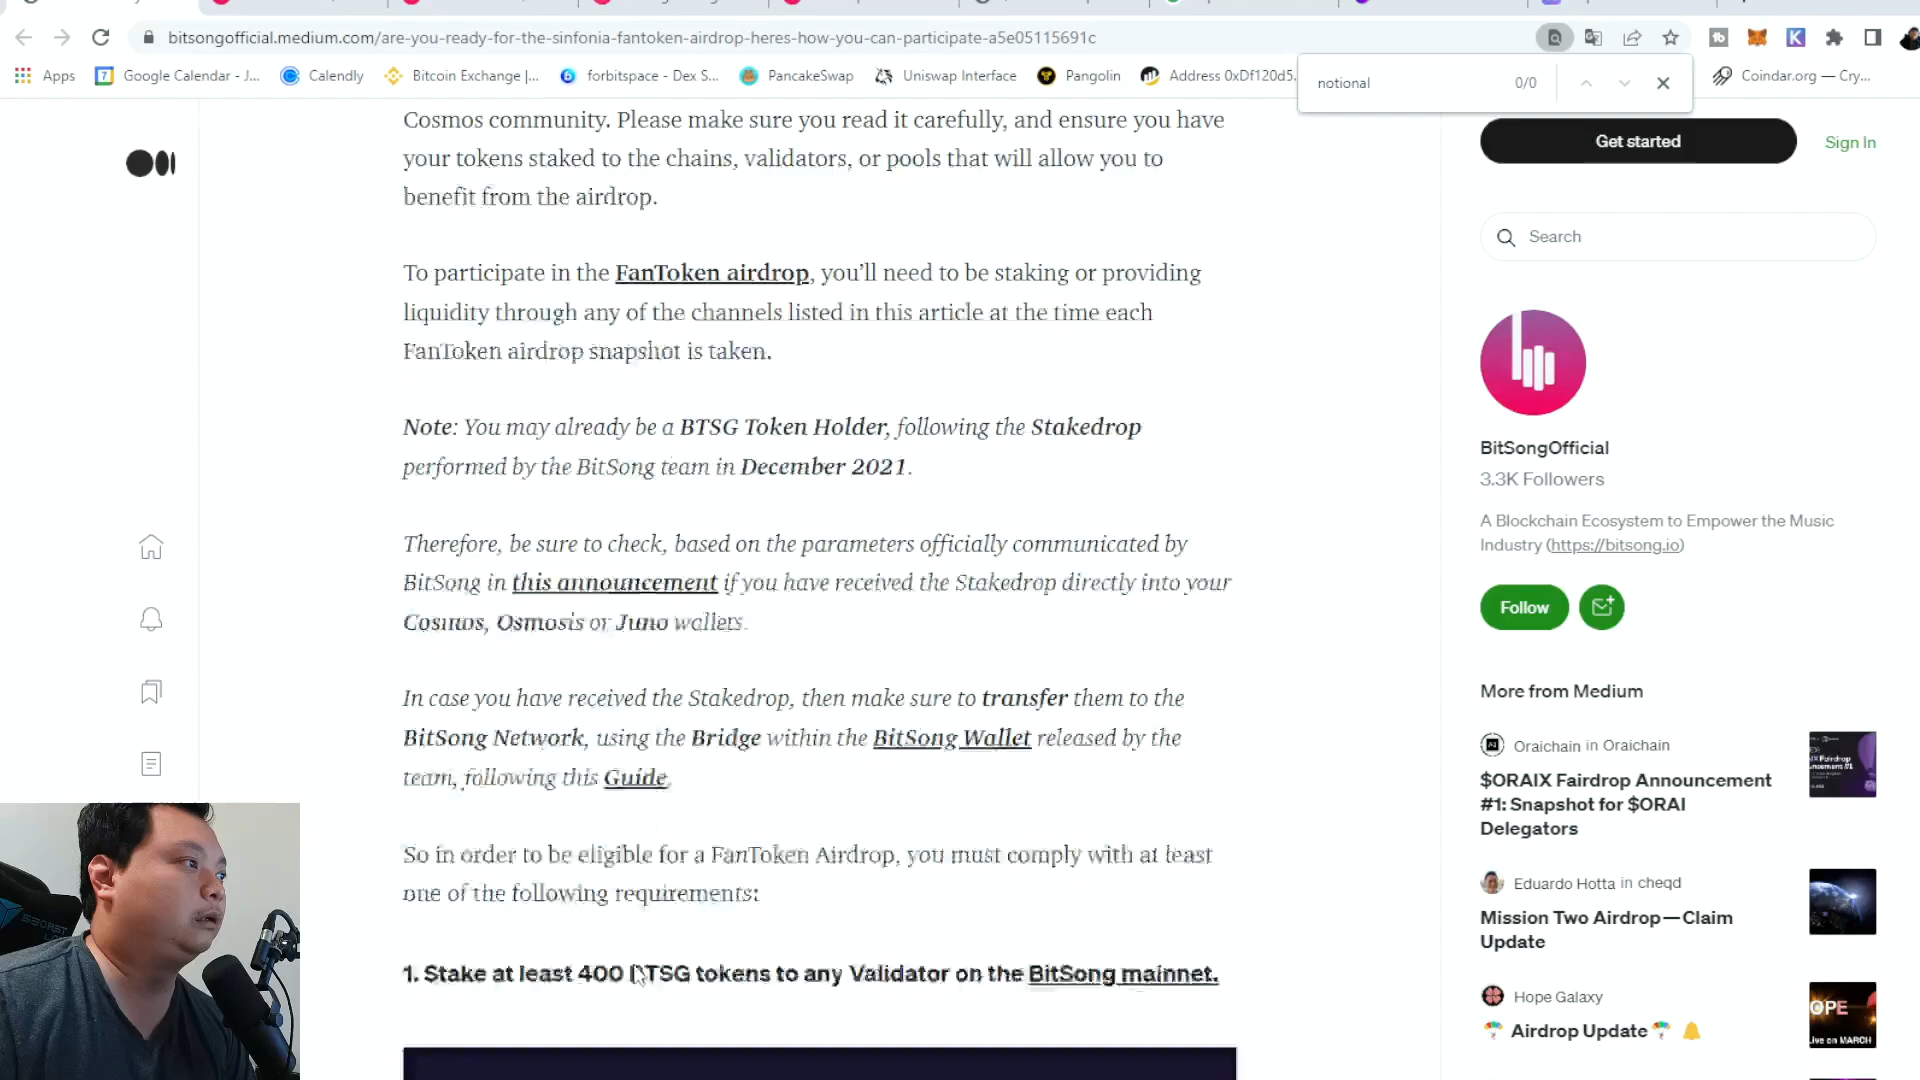 bitsongofficial.medium.com/are-you-ready-for-the-sinfonia-fantoken-airdrop-heres-how-you-can-participate-a5e05115691c
Apps
Google Calendar - J...
Calendly
Bitcoin Exchange |...
forbitspace - Dex S...
PancakeSwap
Uniswap Interface
Pangolin
Address 0xDf120d5...
Coindar.org — Cry...
notional
0/0
Cosmos community. Please make sure you read it carefully, and ensure you have
your tokens staked to the chains, validators, or pools that will allow you to
benefit from the airdrop.
To participate in the FanToken airdrop, you'll need to be staking or providing
liquidity through any of the channels listed in this article at the time each
FanToken airdrop snapshot is taken.
Note: You may already be a BTSG Token Holder, following the Stakedrop
performed by the BitSong team in December 2021.
Therefore, be sure to check, based on the parameters officially communicated by
BitSong in this announcement if you have received the Stakedrop directly into your
Cosmos, Osmosis or Juno wallets.
In case you have received the Stakedrop, then make sure to transfer them to the
BitSong Network, using the Bridge within the BitSong Wallet released by the
team, following this Guide.
So in order to be eligible for a FanToken Airdrop, you must comply with at least
one of the following requirements:
1. Stake at least 400 BTSG tokens to any Validator on the BitSong mainnet.
Get started
Sign In
Search
BitSongOfficial
3.3K Followers
A Blockchain Ecosystem to Empower the Music
Industry (https://bitsong.io)
Follow
More from Medium
Oraichain in Oraichain
$ORAIX Fairdrop Announcement
#1: Snapshot for $ORAI
Delegators
Eduardo Hotta in cheqd
Mission Two Airdrop — Claim
Update
Hope Galaxy
Airdrop Update